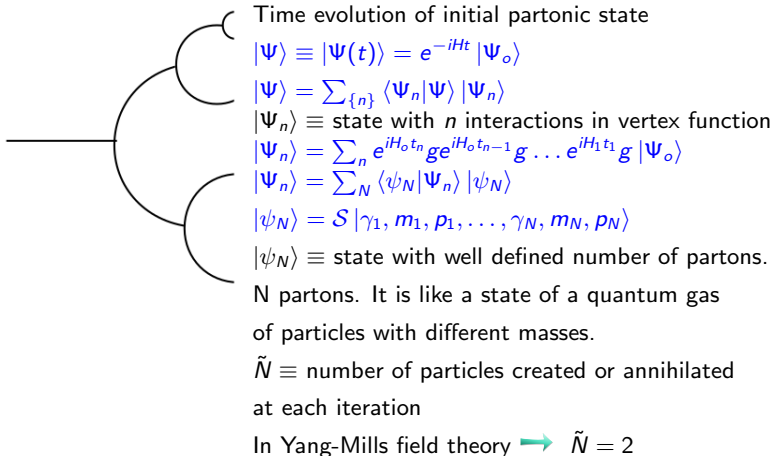 Time evolution of initial partonic state
|Ψ⟩ ≡ |Ψ(t)⟩ = e^{−iHt} |Ψ_o⟩
|Ψ⟩ = ∑_{{n}} ⟨Ψ_n|Ψ⟩ |Ψ_n⟩
|Ψ_n⟩ ≡ state with n interactions in vertex function
|Ψ_n⟩ = ∑_n e^{iH_o t_n} g e^{iH_o t_{n−1}} g … e^{iH_1 t_1} g |Ψ_o⟩
|Ψ_n⟩ = ∑_N ⟨ψ_N|Ψ_n⟩ |ψ_N⟩
|ψ_N⟩ = 𝒮 |γ_1, m_1, p_1, …, γ_N, m_N, p_N⟩
|ψ_N⟩ ≡ state with well defined number of partons.
N partons. It is like a state of a quantum gas
of particles with different masses.
Ñ ≡ number of particles created or annihilated
at each iteration
In Yang-Mills field theory → Ñ = 2